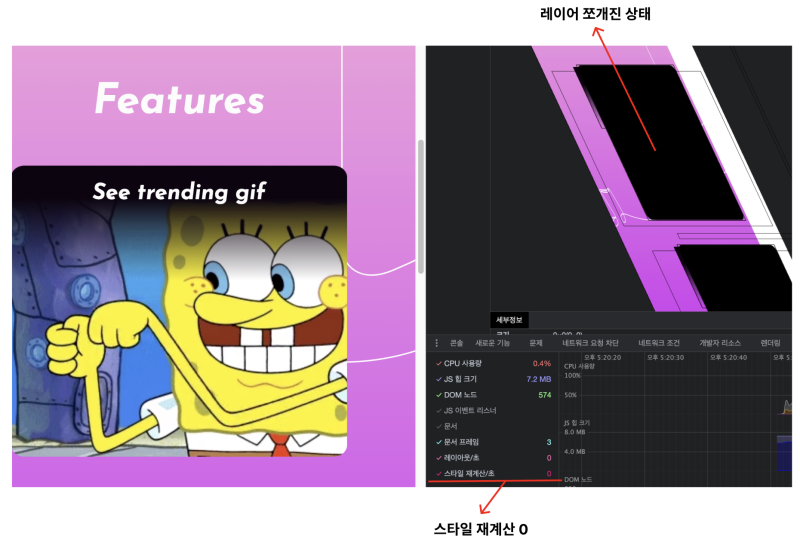 레이어 쪼개진 상태
Features
See trending gif
세부정보
콘솔 새로운 기능 문제 네트워크 요청 차단 네트워크 조건 개발자 리소스 렌더링
오후 5:20:20 오후 5:20:30 오후 5:20:40 오후 5:
CPU 사용량 0.4%
JS 힙 크기 7.2 MB
DOM 노드 574
JS 이벤트 리스너
문서
문서 프레임 3
레이아웃/초 0
스타일 재계산/초 0
CPU 사용량
100%
50%
JS 힙 크기
8.0 MB
4.0 MB
DOM 노드
스타일 재계산 0